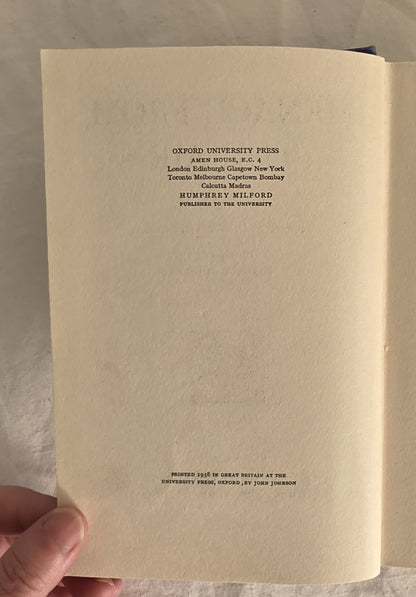 OXFORD UNIVERSITY PRESS
AMEN HOUSE, E.C. 4
London Edinburgh Glasgow New York
Toronto Melbourne Capetown Bombay
Calcutta Madras
HUMPHREY MILFORD
PUBLISHER TO THE UNIVERSITY
PRINTED 1938 IN GREAT BRITAIN AT THE
UNIVERSITY PRESS, OXFORD, BY JOHN JOHNSON